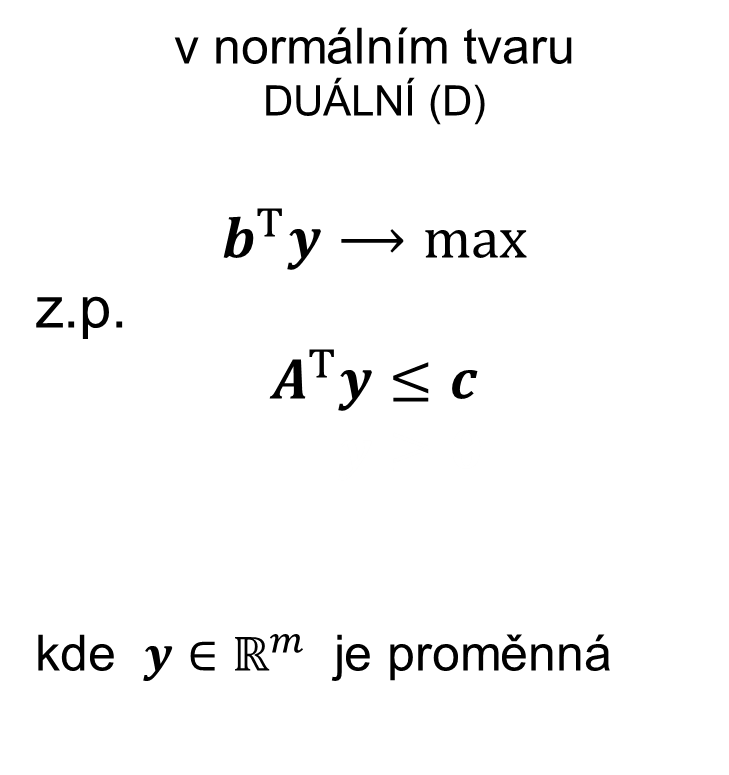 v normálním tvaru
DUÁLNÍ (D)
𝒃ᵀ𝒚 ⟶ max
z.p.
𝑨ᵀ𝒚 ≤ 𝒄
kde 𝒚 ∈ ℝᵐ je proměnná